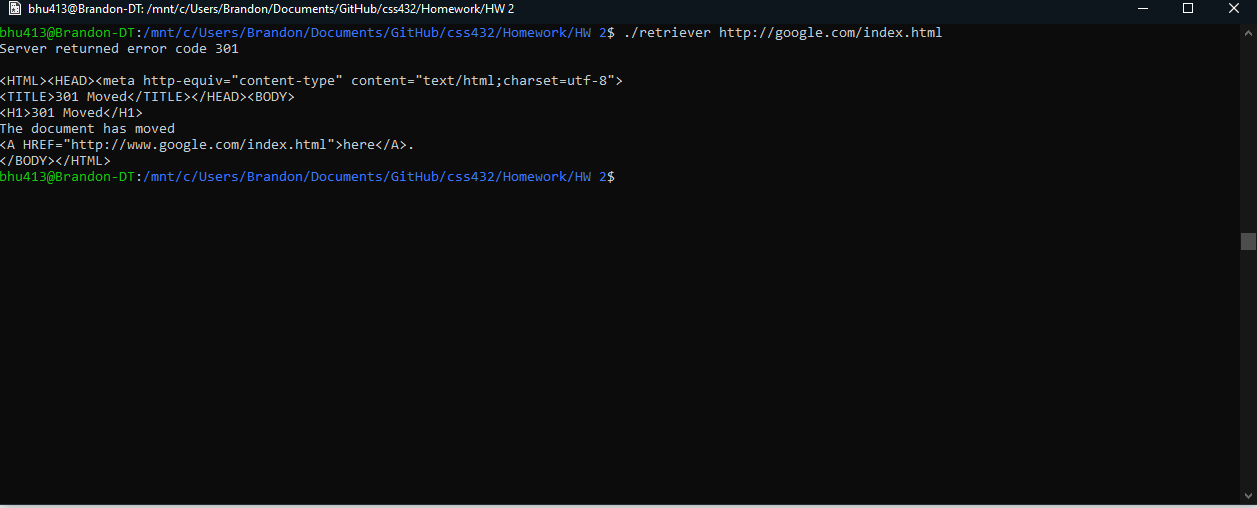 bhu413@Brandon-DT: /mnt/c/Users/Brandon/Documents/GitHub/css432/Homework/HW 2
bhu413@Brandon-DT:/mnt/c/Users/Brandon/Documents/GitHub/css432/Homework/HW 2$ ./retriever http://google.com/index.html
Server returned error code 301

<HTML><HEAD><meta http-equiv="content-type" content="text/html;charset=utf-8">
<TITLE>301 Moved</TITLE></HEAD><BODY>
<H1>301 Moved</H1>
The document has moved
<A HREF="http://www.google.com/index.html">here</A>.
</BODY></HTML>
bhu413@Brandon-DT:/mnt/c/Users/Brandon/Documents/GitHub/css432/Homework/HW 2$